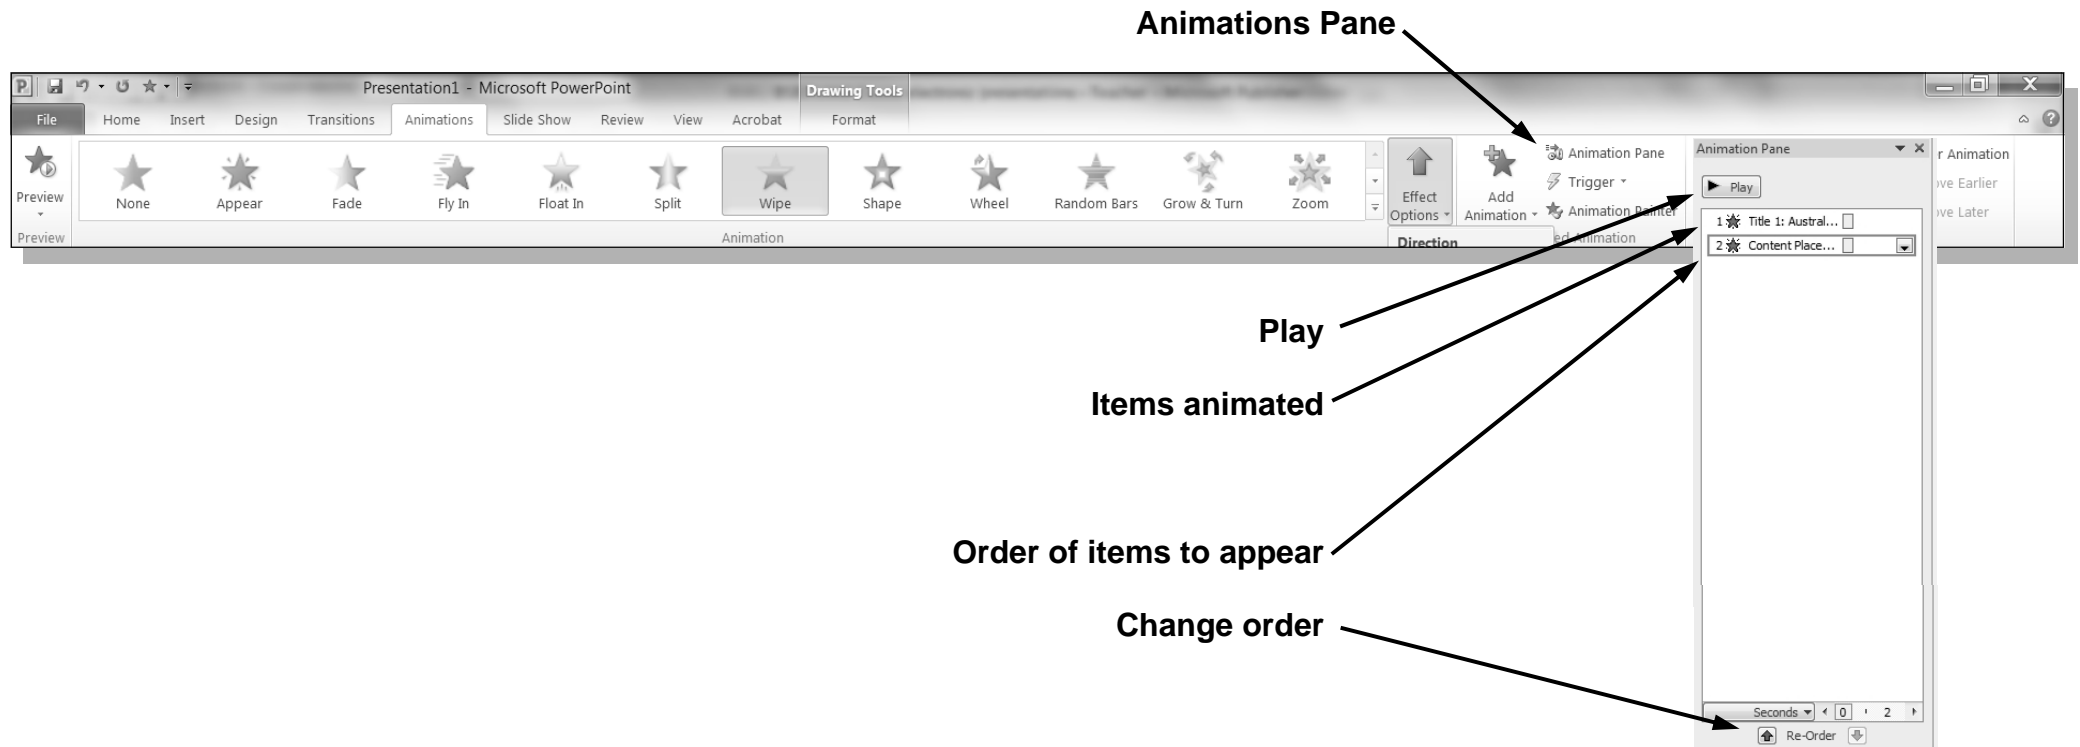 Animations Pane
Presentation1 - Microsoft PowerPoint
Drawing Tools
File Home Insert Design Transitions Animations Slide Show Review View Acrobat Format
Preview
None Appear Fade Fly In Float In Split Wipe Shape Wheel Random Bars Grow & Turn Zoom
Effect Options
Add Animation
Animation Pane
Trigger
Animation Painter
Preview
Animation
ed Animation
Direction
Animation Pane
Play
1 Title 1: Austral...
2 Content Place...
r Animation
ove Earlier
ove Later
Play
Items animated
Order of items to appear
Change order
Seconds 0 2
Re-Order